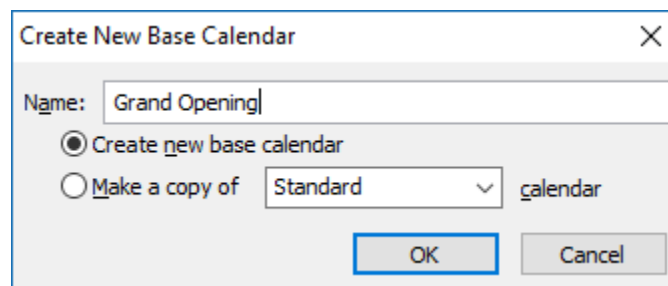 Create New Base Calendar
Name: Grand Opening
Create new base calendar
Make a copy of Standard calendar
OK Cancel